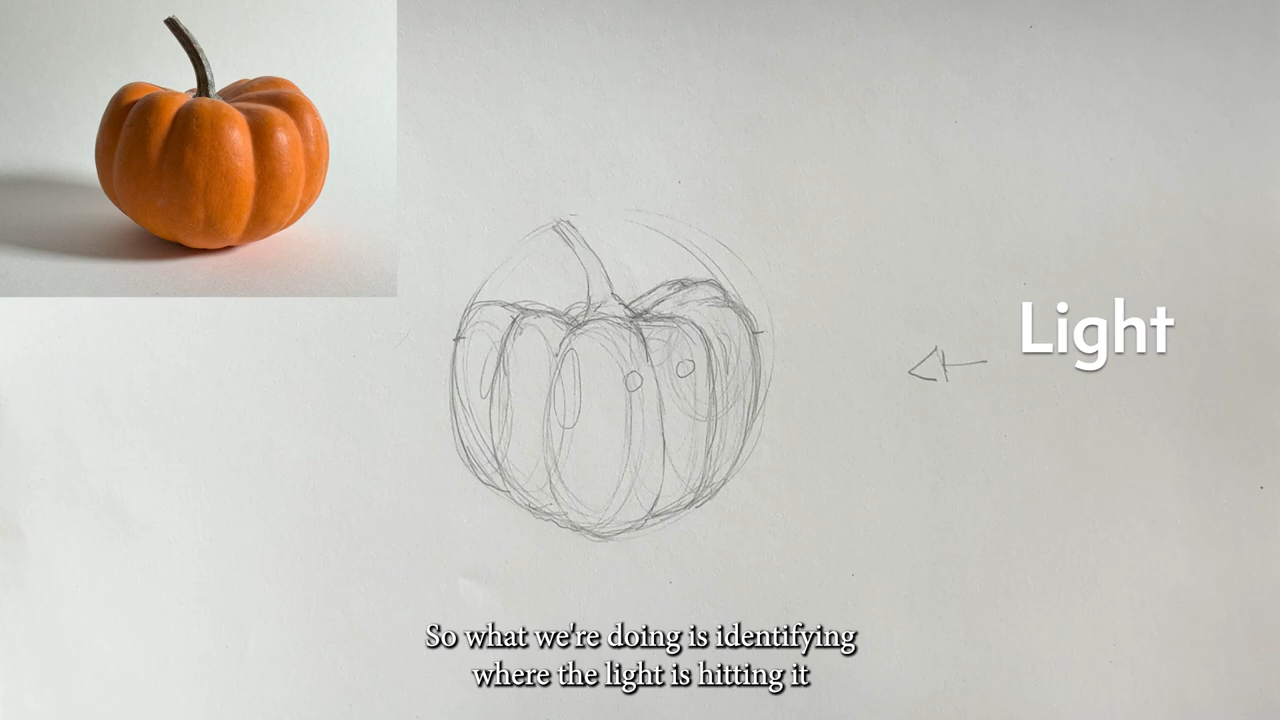 Light
So what we're doing is identifying
where the light is hitting it